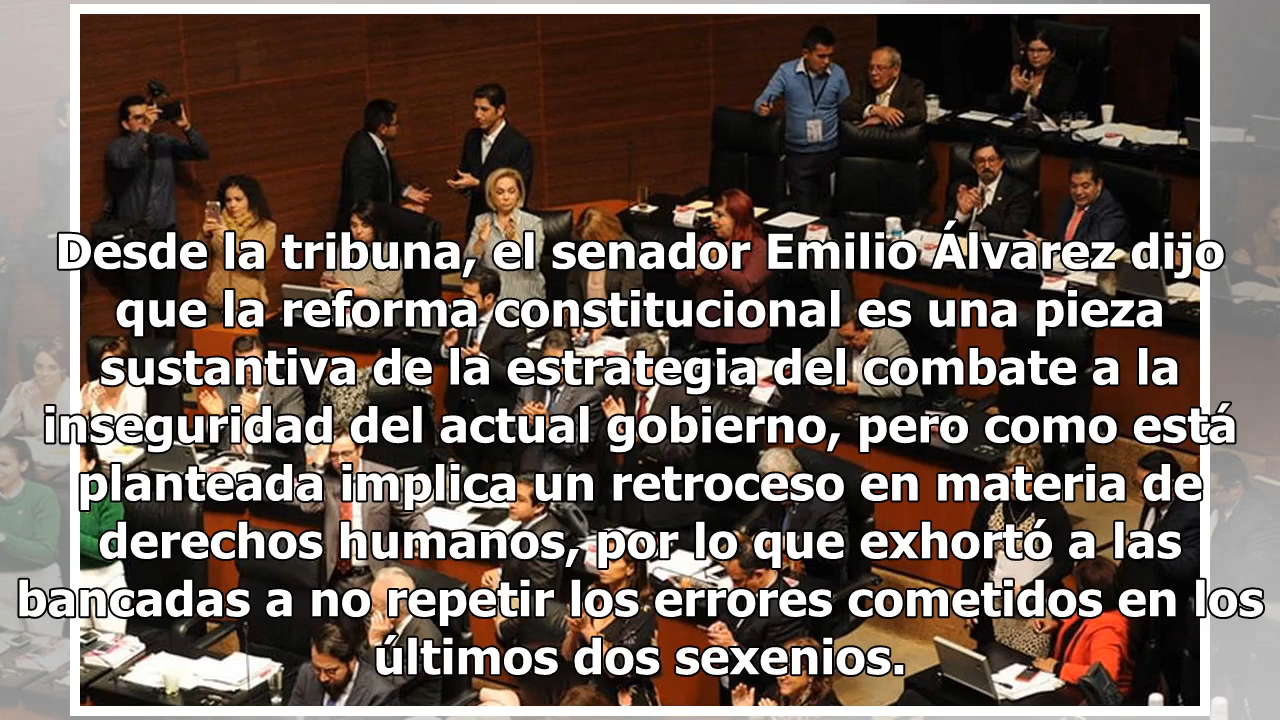 Desde la tribuna, el senador Emilio Álvarez dijo
que la reforma constitucional es una pieza
sustantiva de la estrategia del combate a la
inseguridad del actual gobierno, pero como está
planteada implica un retroceso en materia de
derechos humanos, por lo que exhortó a las
bancadas a no repetir los errores cometidos en los
últimos dos sexenios.